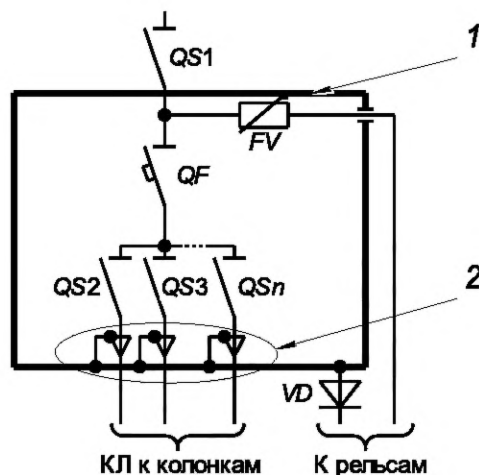 1
QS1
FV
QF
QS2
QS3
QSn
2
VD
КЛ к колонкам
К рельсам